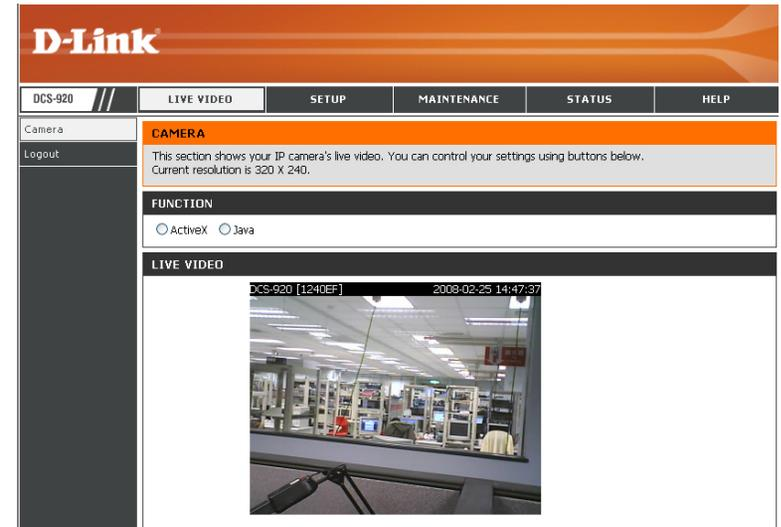 D-Link
DCS-920 LIVE VIDEO SETUP MAINTENANCE STATUS HELP
Camera
Logout
CAMERA
This section shows your IP camera's live video. You can control your settings using buttons below.
Current resolution is 320 X 240.
FUNCTION
ActiveX Java
LIVE VIDEO
DCS-920 [1240EF] 2008-02-25 14:47:37